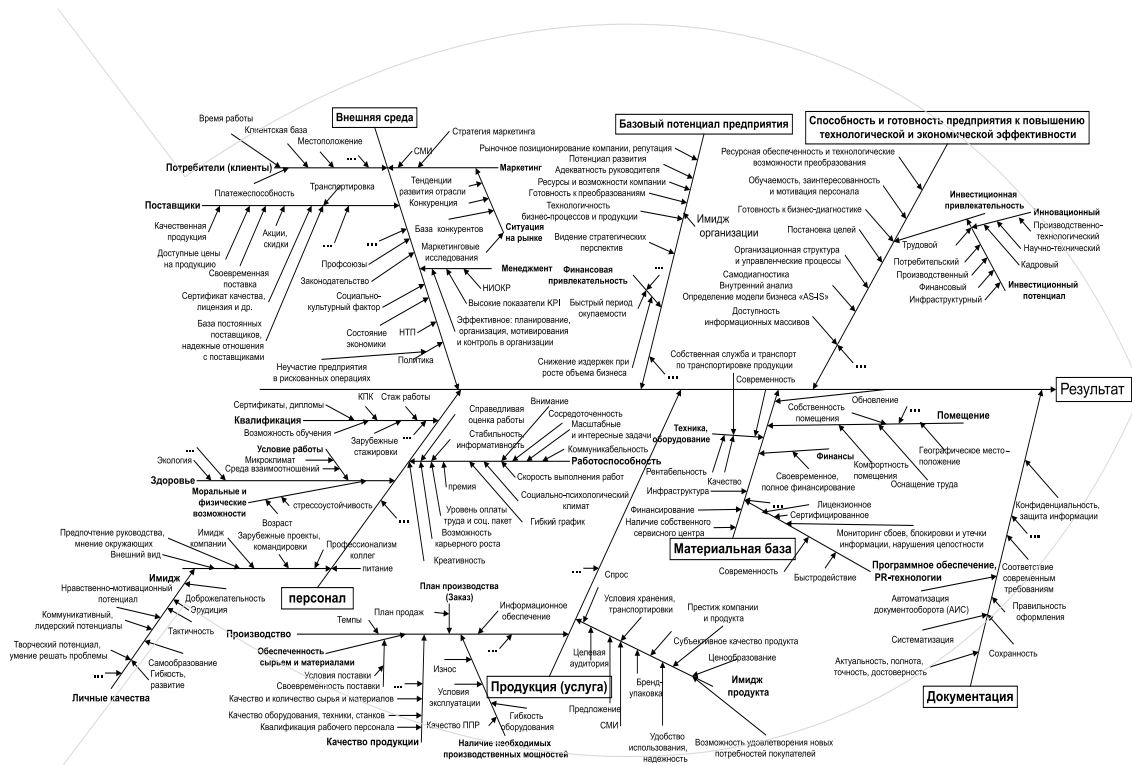 Время работы
Клиентская база
Местоположение
...
Потребители (клиенты)
Платежеспособность
Внешняя среда
СМИ
Стратегия маркетинга
Маркетинг
Тенденции
развития отрасли
Конкуренция
База конкурентов
Маркетинговые
исследования
Ситуация
на рынке
Поставщики
Транспортировка
Качественная
продукция
Акции,
скидки
Доступные цены
на продукцию
Своевременная
поставка
Сертификат качества,
лицензия и др.
База постоянных
поставщиков,
надежные отношения
с поставщиками
...
...
Профсоюзы
Законодательство
Социально-
культурный фактор
Состояние
экономики
НТП
Политика
Неучастие предприятия
в рискованных операциях
Менеджмент
НИОКР
Высокие показатели KPI
Эффективное: планирование,
организация, мотивирования
и контроль в организации
Базовый потенциал предприятия
Рыночное позиционирование компании, репутация
Потенциал развития
Адекватность руководителя
Ресурсы и возможности компании
Готовность к преобразованиям
Технологичность
бизнес-процессов и продукции
Имидж
организации
Видение стратегических
перспектив
Финансовая
привлекательность
...
Быстрый период
окупаемости
Снижение издержек при
росте объема бизнеса
...
Способность и готовность предприятия к повышению
технологической и экономической эффективности
Ресурсная обеспеченность и технологические
возможности преобразования
Обучаемость, заинтересованность
и мотивация персонала
Готовность к бизнес-диагностике
Постановка целей
Организационная структура
и управленческие процессы
Самодиагностика
Внутренний анализ
Определение модели бизнеса «AS-IS»
Доступность
информационных массивов
...
Инвестиционная
привлекательность
Инновационный
Производственно-
технологический
Научно-технический
Кадровый
Трудовой
Потребительский
Производственный
Финансовый
Инфраструктурный
Инвестиционный
потенциал
Результат
Собственная служба и транспорт
по транспортировке продукции
Современность
Сертификаты, дипломы
КПК
Стаж работы
Квалификация
Возможность обучения
Зарубежные
стажировки
...
Экология
...
Условие работы
Микроклимат
Среда взаимоотношений
Здоровье
Моральные и
физические
возможности
стрессоустойчивость
Возраст
...
Справедливая
оценка работы
Стабильность,
информативность
Внимание
Сосредоточенность
Масштабные
и интересные задачи
Коммуникабельность
Работоспособность
Скорость выполнения работ
Социально-психологический
климат
Гибкий график
премия
Уровень оплаты
труда и соц. пакет
Возможность
карьерного роста
Креативность
Предпочтение руководства,
мнение окружающих
Внешний вид
Имидж
компании
Зарубежные проекты,
командировки
Профессионализм
коллег
питание
персонал
Имидж
Нравственно-мотивационный
потенциал
Доброжелательность
Эрудиция
Коммуникативный,
лидерский потенциалы
Тактичность
Творческий потенциал,
умение решать проблемы
Самообразование
Гибкость,
развитие
...
Личные качества
План производства
(Заказ)
План продаж
Темпы
Информационное
обеспечение
...
Производство
Обеспеченность
сырьем и материалами
Условия поставки
Своевременность поставки
...
Качество и количество сырья и материалов
Качество оборудования, техники, станков
Квалификация рабочего персонала
Качество продукции
Износ
Условия
эксплуатации
Качество ППР
Гибкость
оборудования
...
Наличие необходимых
производственных мощностей
Продукция (услуга)
...
Спрос
Условия хранения,
транспортировки
Престиж компании
и продукта
Субъективное качество продукта
Ценообразование
Имидж
продукта
Целевая
аудитория
Предложение
СМИ
Бренд-
упаковка
Удобство
использования,
надежность
Возможность удовлетворения новых
потребностей покупателей
Техника,
оборудование
Рентабельность
Качество
Обновление
Собственность
помещения
...
Помещение
Географическое место-
положение
Оснащение труда
Комфортность
помещения
Финансы
Своевременное,
полное финансирование
Инфраструктура
Финансирование
Наличие собственного
сервисного центра
Материальная база
...
Лицензионное
Сертифицированное
Мониторинг сбоев, блокировки и утечки
информации, нарушения целостности
Современность
Быстродействие
Программное обеспечение,
PR-технологии
Конфиденциальность,
защита информации
Соответствие
современным
требованиям
Автоматизация
документооборота (АИС)
Правильность
оформления
Систематизация
Сохранность
Актуальность, полнота,
точность, достоверность
Документация